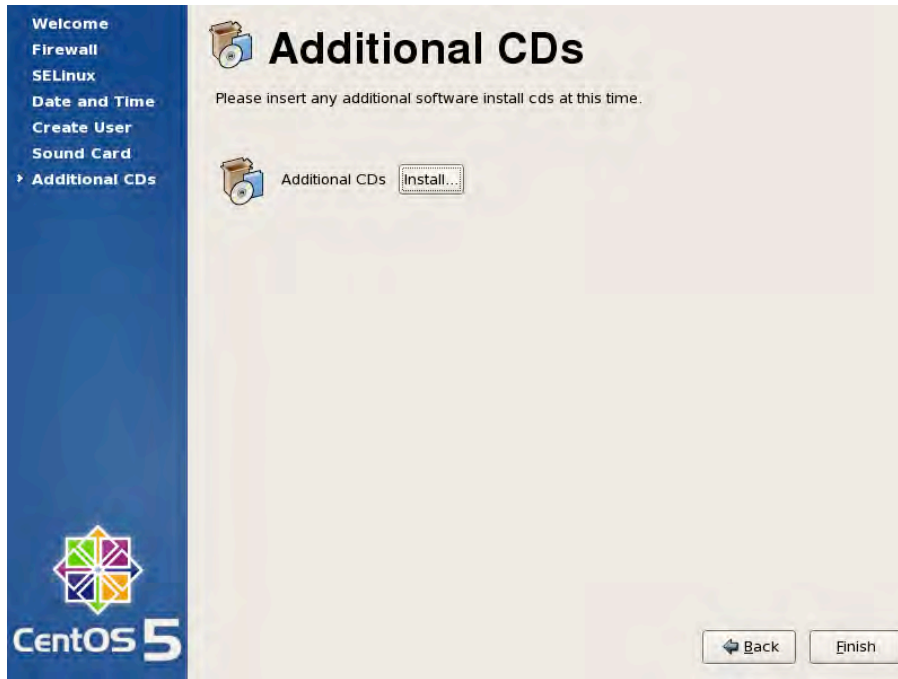 Welcome
Firewall
SELinux
Date and Time
Create User
Sound Card
Additional CDs
Additional CDs
Please insert any additional software install cds at this time.
Additional CDs Install...
CentOS 5
Back Finish